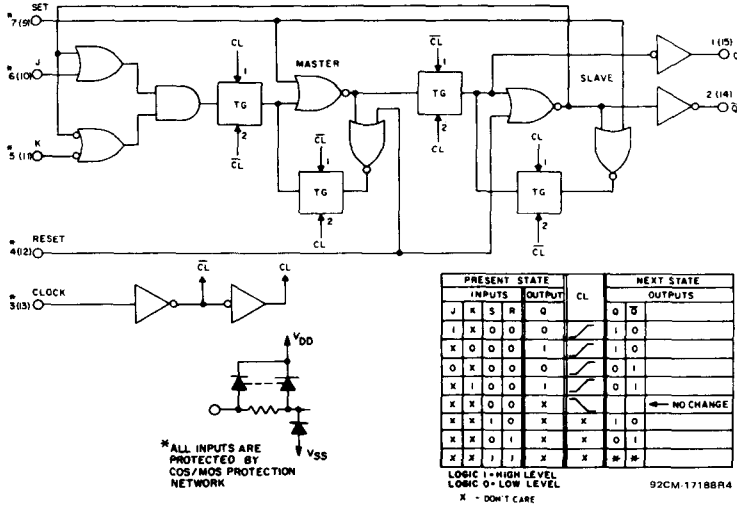 SET
*7(9)
J
*6(10)
K
*5(11)
RESET
*4(12)
CLOCK
*3(13)
CL
1
TG
2
C̅L̅
MASTER
C̅L̅
1
TG
2
CL
C̅L̅
1
TG
2
CL
SLAVE
CL
1
TG
2
C̅L̅
1(15)
Q
2(14)
Q̅
C̅L̅
CL
VDD
VSS
*ALL INPUTS ARE
PROTECTED BY
COS/MOS PROTECTION
NETWORK
PRESENT STATE CL NEXT STATE
INPUTS OUTPUT OUTPUTS
J K S R Q Q Q̅
1 X 0 0 0 1 0
X 0 0 0 1 1 0
0 X 0 0 0 0 1
X 1 0 0 1 0 1
X X 0 0 X ← NO CHANGE
X X 1 0 X X 1 0
X X 0 1 X X 0 1
X X 1 1 X X * *
LOGIC 1 = HIGH LEVEL
LOGIC 0 = LOW LEVEL
X - DON'T CARE
92CM-17188R4